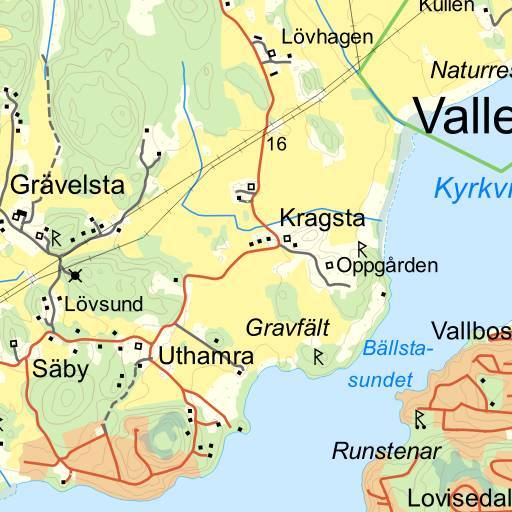 Kullen
Lövhagen
Naturres
Valle
16
Grävelsta
Kyrkvi
Kragsta
R
R
Oppgården
Lövsund
Gravfält
Vallbos
Bällsta-
sundet
Säby
Uthamra
R
R
R
Runstenar
Lovisedal